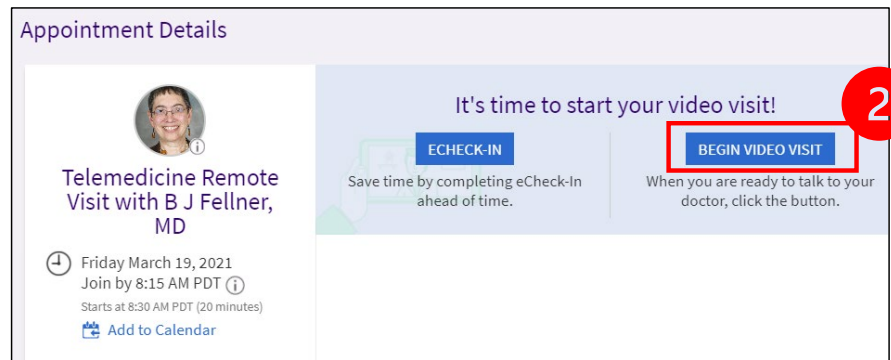 Appointment Details
Telemedicine Remote
Visit with B J Fellner,
MD
Friday March 19, 2021
Join by 8:15 AM PDT
Starts at 8:30 AM PDT (20 minutes)
Add to Calendar
It's time to start your video visit!
2
ECHECK-IN
Save time by completing eCheck-In
ahead of time.
BEGIN VIDEO VISIT
When you are ready to talk to your
doctor, click the button.